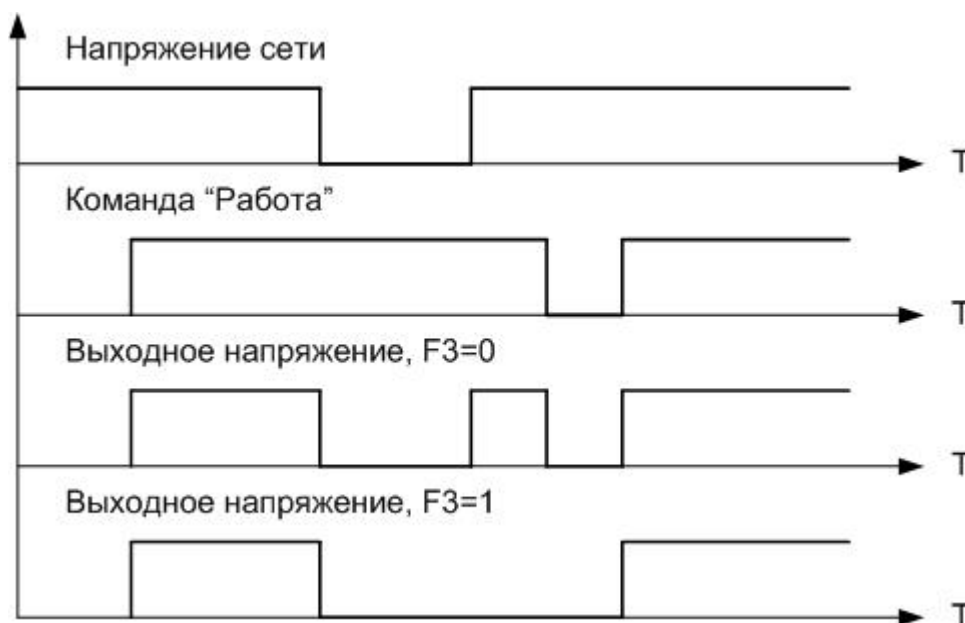 Напряжение сети
T
Команда “Работа”
T
Выходное напряжение, F3=0
T
Выходное напряжение, F3=1
T